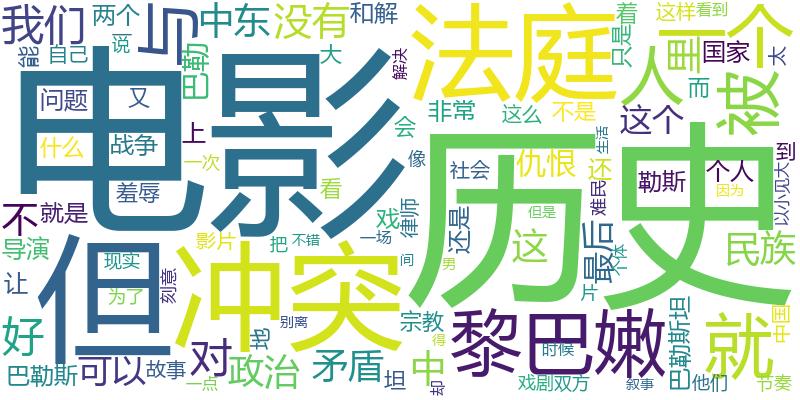 我们
与
两个
说
中东
没有
和解
法庭
着
只是
这样
看到
个
里
人
国家
太
能
自己
巴勒
大
解决
电影
问题
又
什么
战争
羞辱
上
一次
看
会
像
非常
这么
不是
这个
而
被
仇恨
还
生活
社会
历史
难民
勒斯
个人
因为
到
以小见大
不
就是
导演
让
但
现实
为了
刻意
影片
把
不错
一场
戏
律师
还是
间
男
但是
这
最后
个体
片
民族
冲突
好
可以
故事
巴勒斯
对
地
别离
政治
一点
矛盾
坦
宗教
中
得
却
黎巴嫩
时候
戏剧双方
叙事
巴勒斯坦
他们
就
中国
节奏